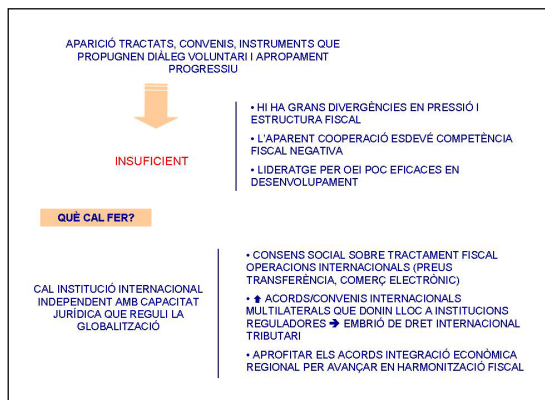 APARICIÓ TRACTATS, CONVENIS, INSTRUMENTS QUE
PROPUGNEN DIÀLEG VOLUNTARI I APROPAMENT
PROGRESSIU
INSUFICIENT
• HI HA GRANS DIVERGÈNCIES EN PRESSIÓ I
ESTRUCTURA FISCAL
• L'APARENT COOPERACIÓ ESDEVÉ COMPETÈNCIA
FISCAL NEGATIVA
• LIDERATGE PER OEI POC EFICACES EN
DESENVOLUPAMENT
QUÈ CAL FER?
CAL INSTITUCIÓ INTERNACIONAL
INDEPENDENT AMB CAPACITAT
JURÍDICA QUE REGULI LA
GLOBALITZACIÓ
• CONSENS SOCIAL SOBRE TRACTAMENT FISCAL
OPERACIONS INTERNACIONALS (PREUS
TRANSFERÈNCIA, COMERÇ ELECTRÒNIC)
• ⬆ ACORDS/CONVENIS INTERNACIONALS
MULTILATERALS QUE DONIN LLOC A INSTITUCIONS
REGULADORES ➔ EMBRIÓ DE DRET INTERNACIONAL
TRIBUTARI
• APROFITAR ELS ACORDS INTEGRACIÓ ECONÒMICA
REGIONAL PER AVANÇAR EN HARMONITZACIÓ FISCAL